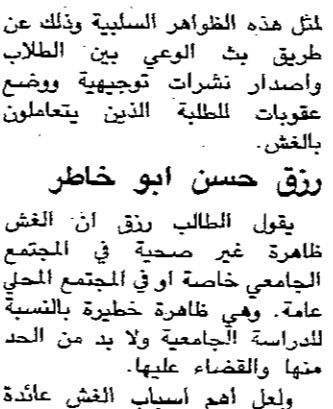 لمثل هذه الظواهر السلبية وذلك عن
طريق بث الوعي بين الطلاب
واصدار نشرات توجيهية ووضع
عقوبات للطلبة الذين يتعاملون
بالغش.
رزق حسن ابو خاطر
يقول الطالب رزق ان الغش
ظاهرة غير صحية في المجتمع
الجامعي خاصة او في المجتمع المحلي
عامة. وهي ظاهرة خطيرة بالنسبة
للدراسة الجامعية ولا بد من الحد
منها والقضاء عليها.
ولعل أهم أسباب الغش عائدة